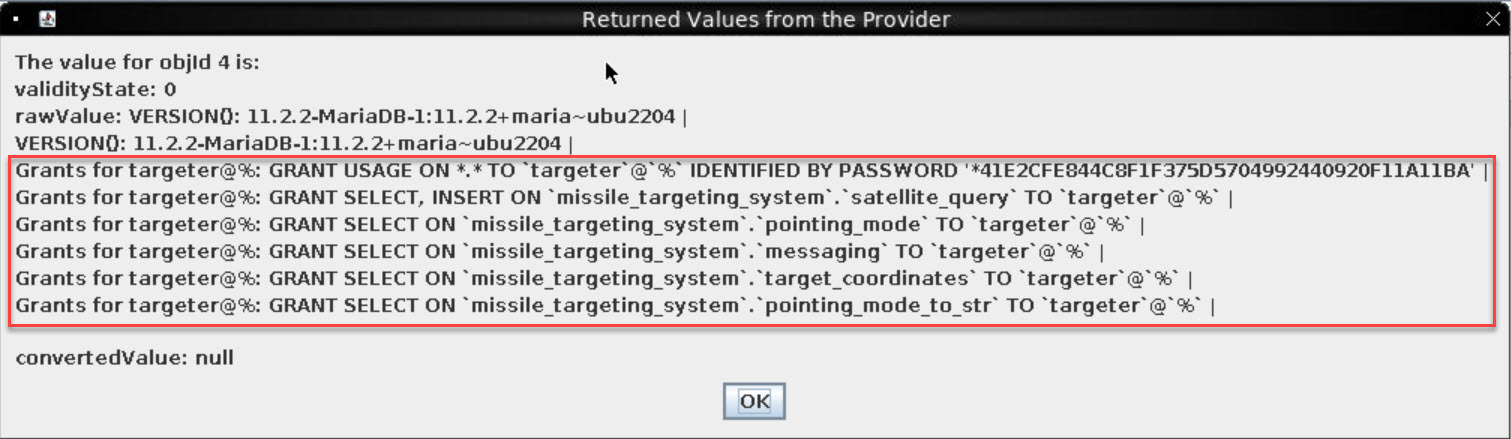 Returned Values from the Provider
The value for objId 4 is:
validityState: 0
rawValue: VERSION(): 11.2.2-MariaDB-1:11.2.2+maria~ubu2204 |
VERSION(): 11.2.2-MariaDB-1:11.2.2+maria~ubu2204 |
Grants for targeter@%: GRANT USAGE ON *.* TO `targeter`@`%` IDENTIFIED BY PASSWORD '*41E2CFE844C8F1F375D5704992440920F11A11BA' |
Grants for targeter@%: GRANT SELECT, INSERT ON `missile_targeting_system`.`satellite_query` TO `targeter`@`%` |
Grants for targeter@%: GRANT SELECT ON `missile_targeting_system`.`pointing_mode` TO `targeter`@`%` |
Grants for targeter@%: GRANT SELECT ON `missile_targeting_system`.`messaging` TO `targeter`@`%` |
Grants for targeter@%: GRANT SELECT ON `missile_targeting_system`.`target_coordinates` TO `targeter`@`%` |
Grants for targeter@%: GRANT SELECT ON `missile_targeting_system`.`pointing_mode_to_str` TO `targeter`@`%` |
convertedValue: null
OK